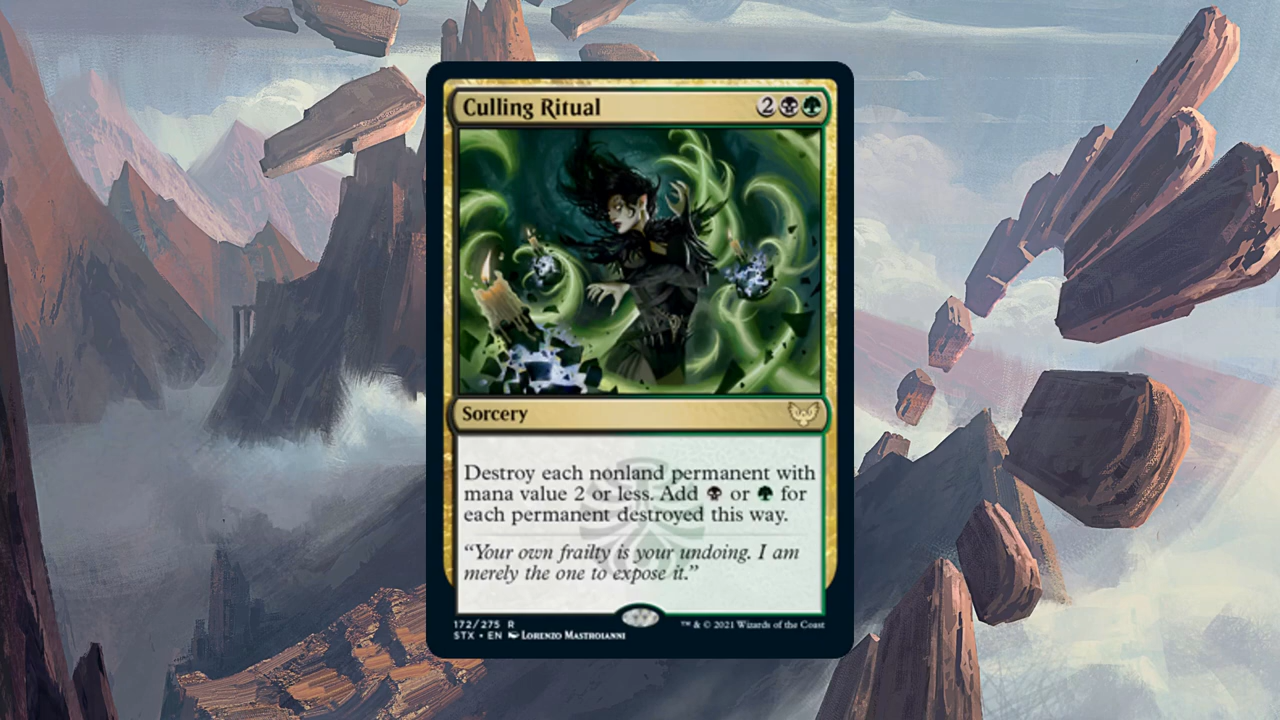 Culling Ritual 2
Sorcery
Destroy each nonland permanent with
mana value 2 or less. Add or for
each permanent destroyed this way.
“Your own frailty is your undoing. I am
merely the one to expose it.”
172/275 R
STX • EN Lorenzo Mastroianni
™ & © 2021 Wizards of the Coast